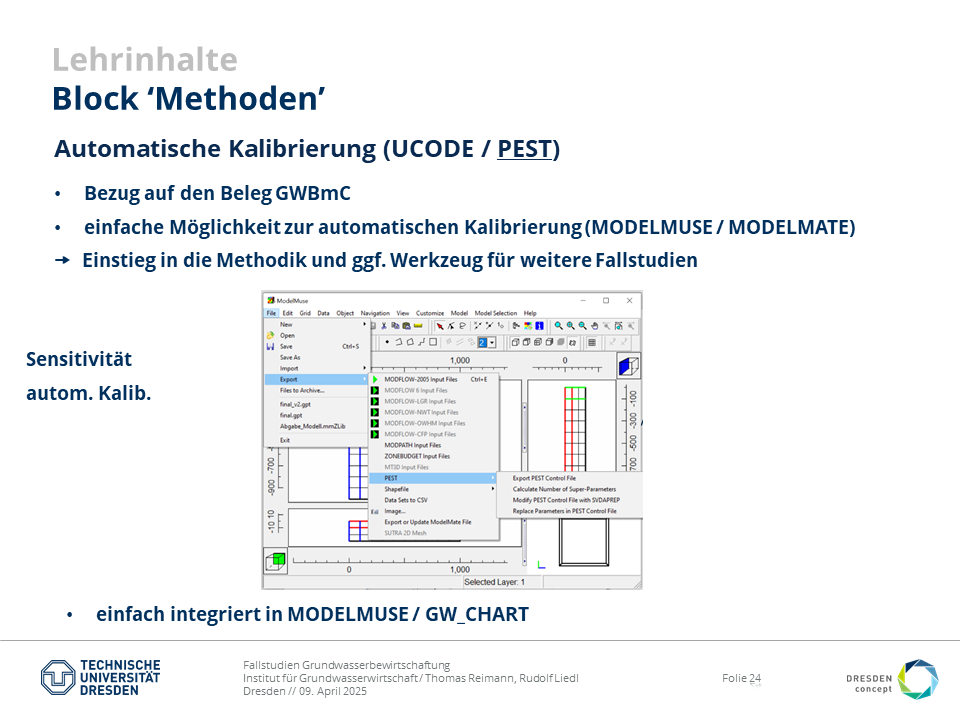 Lehrinhalte
Block ‘Methoden’
Automatische Kalibrierung (UCODE / PEST)
• Bezug auf den Beleg GWBmC
• einfache Möglichkeit zur automatischen Kalibrierung (MODELMUSE / MODELMATE)
➞ Einstieg in die Methodik und ggf. Werkzeug für weitere Fallstudien
Sensitivität
autom. Kalib.
ModelMuse
File Edit Grid Data Object Navigation View Customize Model Model Selection Help
New
Open
Save Ctrl+S
Save As
Import
Export
Files to Archive...
final_v2.gpt
final.gpt
Abgabe_Modell.mmZLib
Exit
MODFLOW-2005 Input Files Ctrl+E
MODFLOW 6 Input Files
MODFLOW-LGR Input Files
MODFLOW-NWT Input Files
MODFLOW-OWHM Input Files
MODFLOW-CFP Input Files
MODPATH Input Files
ZONEBUDGET Input Files
MT3D Input Files
PEST
Shapefile
Data Sets to CSV
Image...
Export or Update ModelMate File
SUTRA 2D Mesh
Export PEST Control File
Calculate Number of Super-Parameters
Modify PEST Control File with SVDAPREP
Replace Parameters in PEST Control File
2
1,000
0
-100
-300
-500
-700
-700
-900
-10 10
0 1,000
Selected Layer: 1
• einfach integriert in MODELMUSE / GW_CHART
TECHNISCHE
UNIVERSITÄT
DRESDEN
Fallstudien Grundwasserbewirtschaftung
Institut für Grundwasserwirtschaft / Thomas Reimann, Rudolf Liedl
Dresden // 09. April 2025
Folie 24
DRESDEN
concept